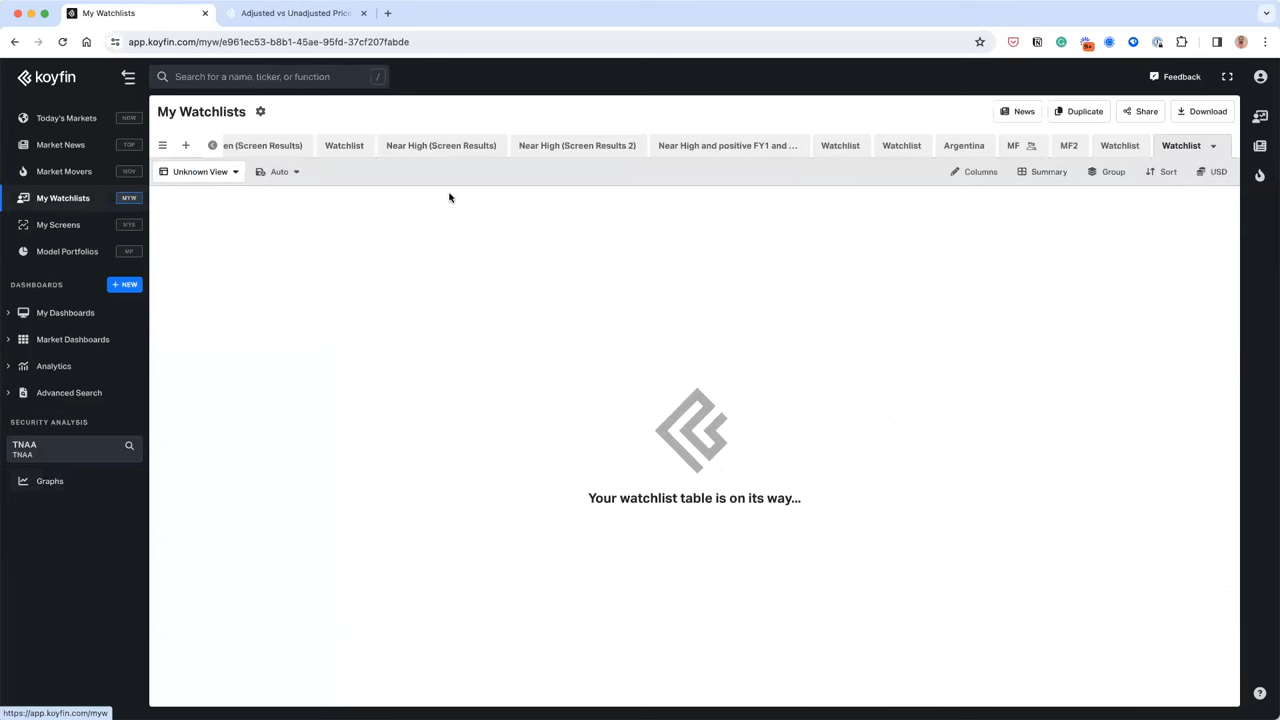 My Watchlists
Adjusted vs Unadjusted Pric
app.koyfin.com/myw/e961ec53-b8b1-45ae-95fd-37cf207fabde
9+
koyfin
Search for a name, ticker, or function
/
Feedback
Today's Markets
NOW
Market News
TOP
Market Movers
MOV
My Watchlists
MYW
My Screens
MYS
Model Portfolios
MP
DASHBOARDS
+ NEW
My Dashboards
Market Dashboards
Analytics
Advanced Search
SECURITY ANALYSIS
TNAA
TNAA
Graphs
My Watchlists
News
Duplicate
Share
Download
en (Screen Results)
Watchlist
Near High (Screen Results)
Near High (Screen Results 2)
Near High and positive FY1 and ...
Watchlist
Watchlist
Argentina
MF
MF2
Watchlist
Watchlist
Unknown View
Auto
Columns
Summary
Group
Sort
USD
Your watchlist table is on its way...
https://app.koyfin.com/myw